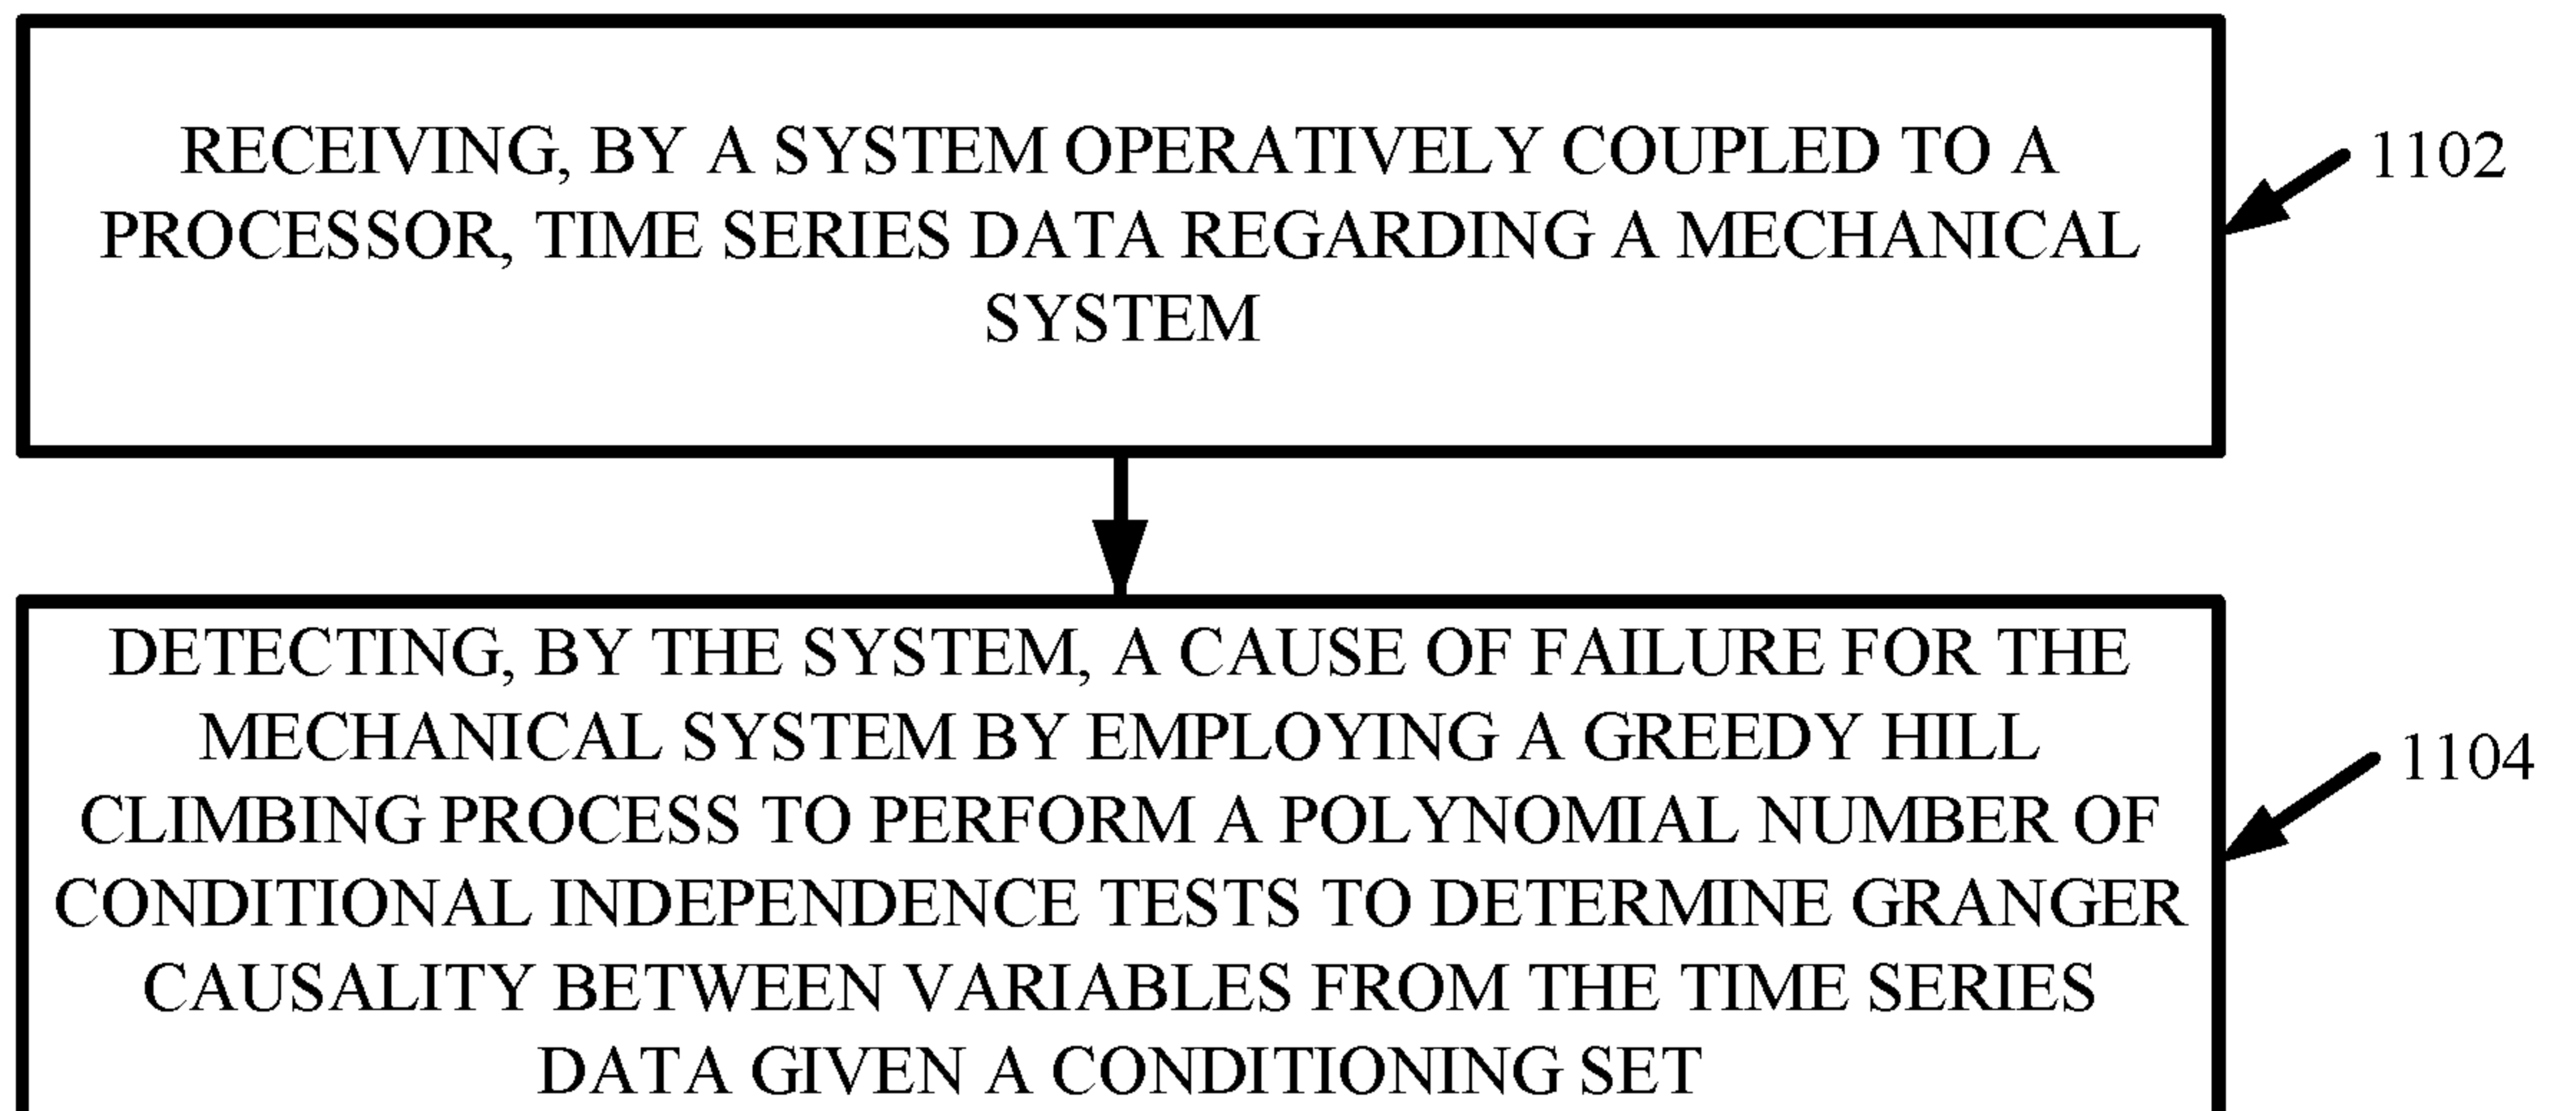 RECEIVING, BY A SYSTEM OPERATIVELY COUPLED TO A
PROCESSOR, TIME SERIES DATA REGARDING A MECHANICAL
SYSTEM
1102
DETECTING, BY THE SYSTEM, A CAUSE OF FAILURE FOR THE
MECHANICAL SYSTEM BY EMPLOYING A GREEDY HILL
CLIMBING PROCESS TO PERFORM A POLYNOMIAL NUMBER OF
CONDITIONAL INDEPENDENCE TESTS TO DETERMINE GRANGER
CAUSALITY BETWEEN VARIABLES FROM THE TIME SERIES
DATA GIVEN A CONDITIONING SET
1104